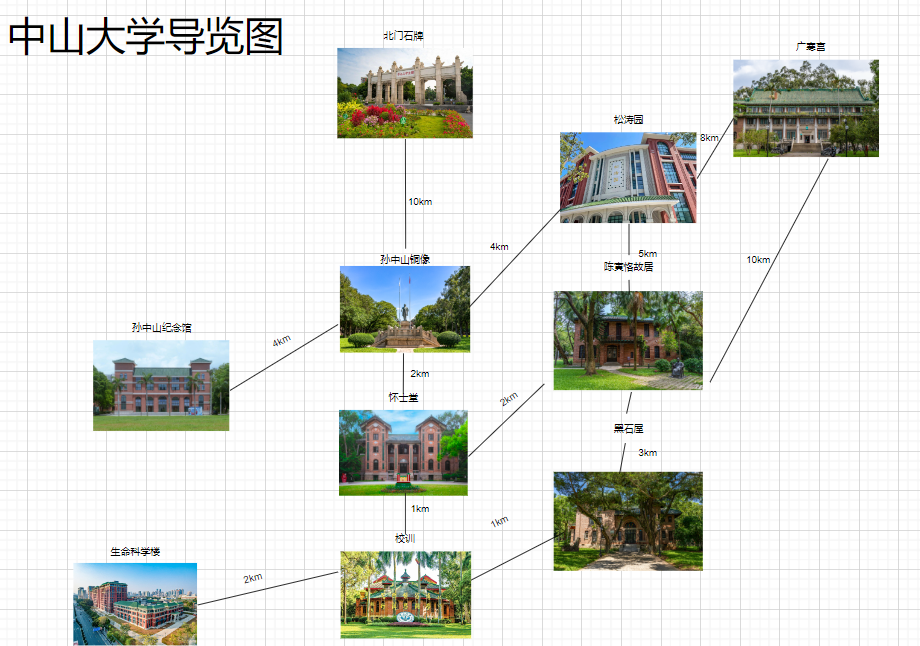 中山大学导览图
北门石牌
广寒宫
松涛园
8km
10km
4km
5km
孙中山铜像
陈寅恪故居
10km
孙中山纪念馆
4km
2km
怀士堂
2km
黑石屋
3km
1km
1km
校训
生命科学楼
2km